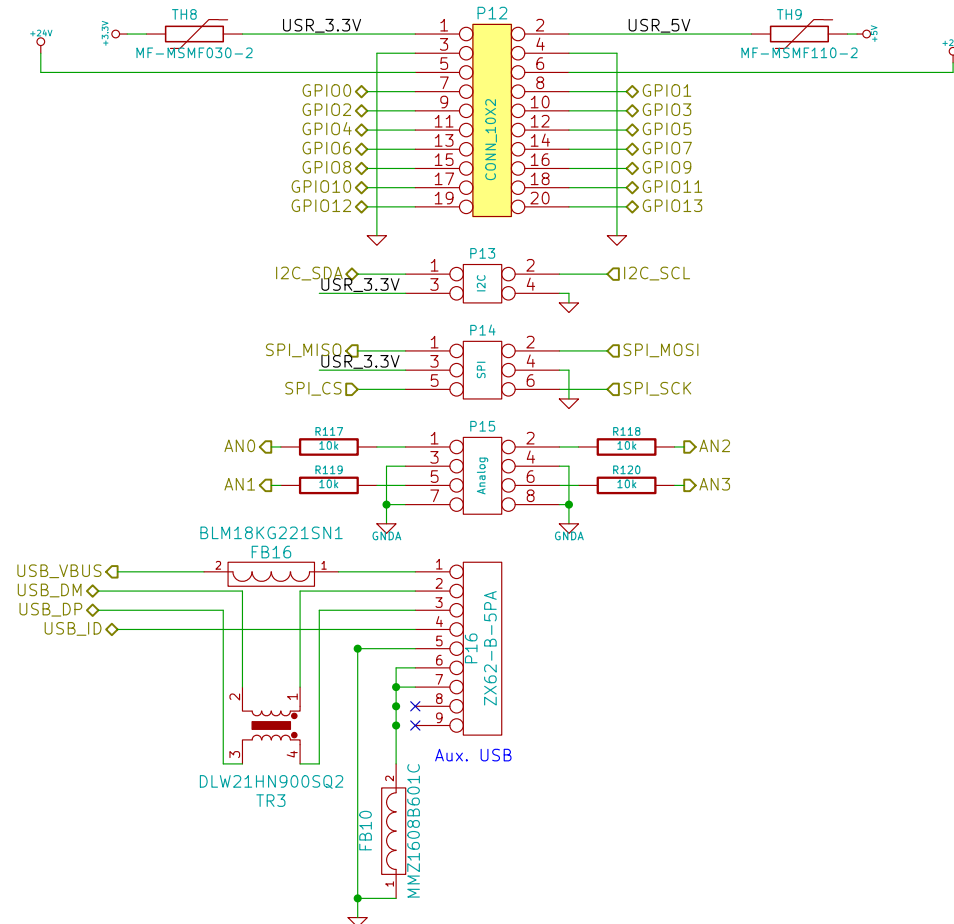 TH8 P12 TH9
+24V +3.3V USR_3.3V 1 2 USR_5V +5V +2
MF-MSMF030-2 3 4 MF-MSMF110-2
5 6
GPIO0 7 8 GPIO1
GPIO2 9 10 GPIO3
GPIO4 11 12 GPIO5
GPIO6 13 14 GPIO7
GPIO8 15 16 GPIO9
GPIO10 17 18 GPIO11
GPIO12 19 20 GPIO13
CONN_10X2
P13
I2C_SDA 1 2 I2C_SCL
USR_3.3V 3 4
I2C
P14
SPI_MISO 1 2 SPI_MOSI
USR_3.3V 3 4
SPI_CS 5 6 SPI_SCK
SPI
P15
AN0 R117 10k 1 2 R118 10k AN2
3 4
AN1 R119 10k 5 6 R120 10k AN3
7 8
Analog
GNDA GNDA
BLM18KG221SN1
FB16
USB_VBUS 2 1 1
USB_DM 2
USB_DP 3
USB_ID 4
5
6
7
8
9
P16
ZX62-B-5PA
2 1
3 4
Aux. USB
DLW21HN900SQ2
TR3
2
FB10
MMZ1608B601C
1